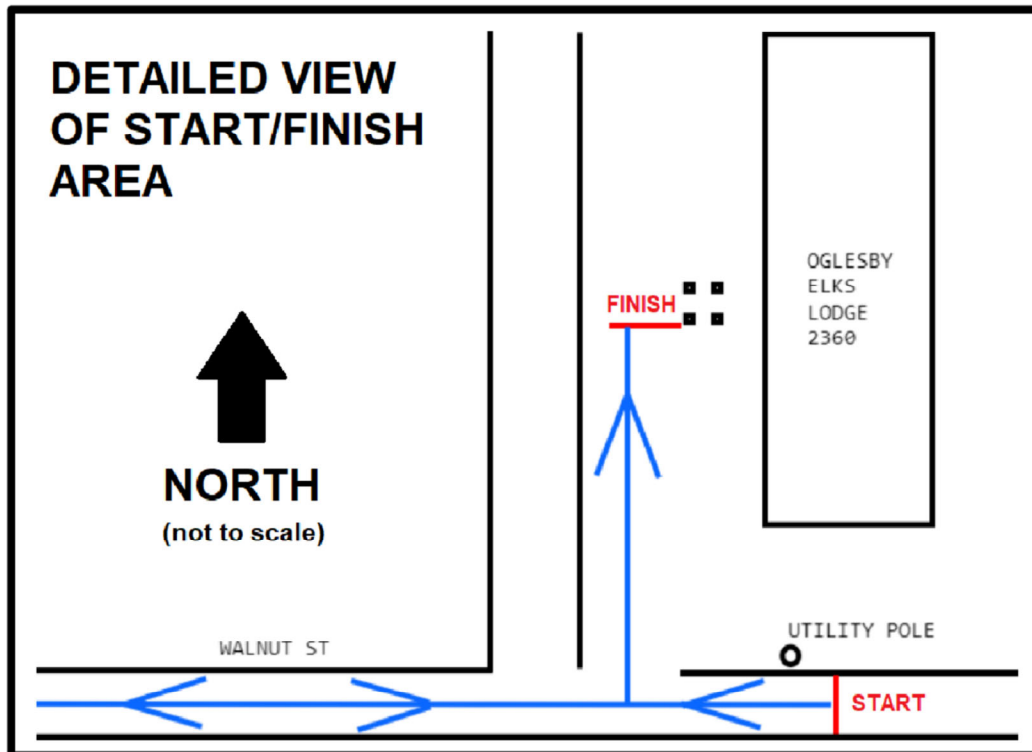 DETAILED VIEW
OF START/FINISH
AREA
OGLESBY
ELKS
LODGE
2360
FINISH
NORTH
(not to scale)
UTILITY POLE
WALNUT ST
START